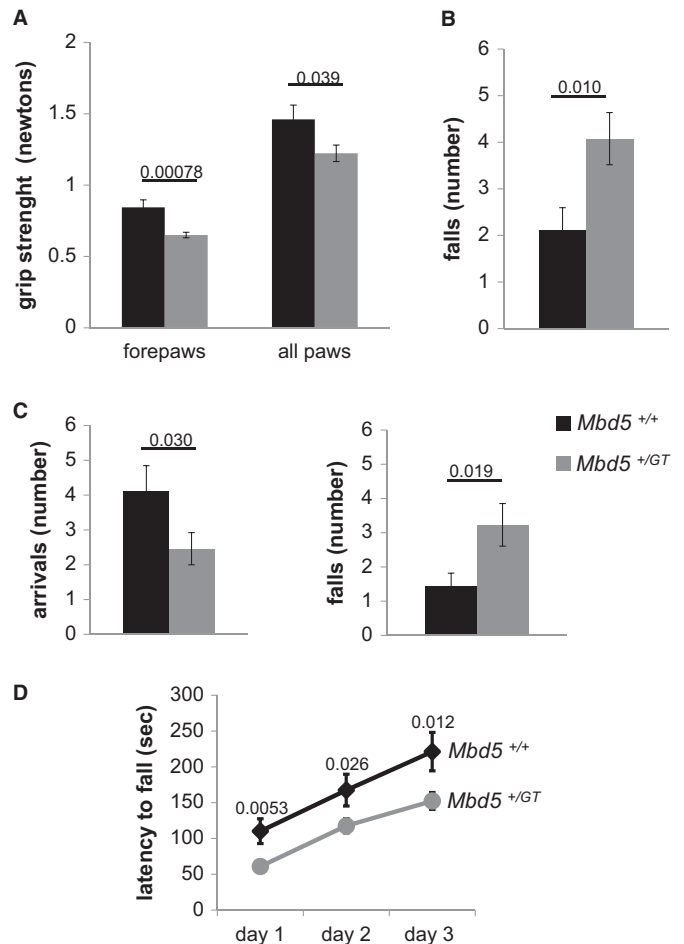 A
grip strenght (newtons)
2
1.5
1
0.5
0
0.00078
0.039
forepaws
all paws
B
falls (number)
6
5
4
3
2
1
0
0.010
C
arrivals (number)
6
5
4
3
2
1
0
0.030
falls (number)
6
5
4
3
2
1
0
0.019
Mbd5 +/+
Mbd5 +/GT
D
latency to fall (sec)
300
250
200
150
100
50
0
0.0053
0.026
0.012
Mbd5 +/+
Mbd5 +/GT
day 1
day 2
day 3